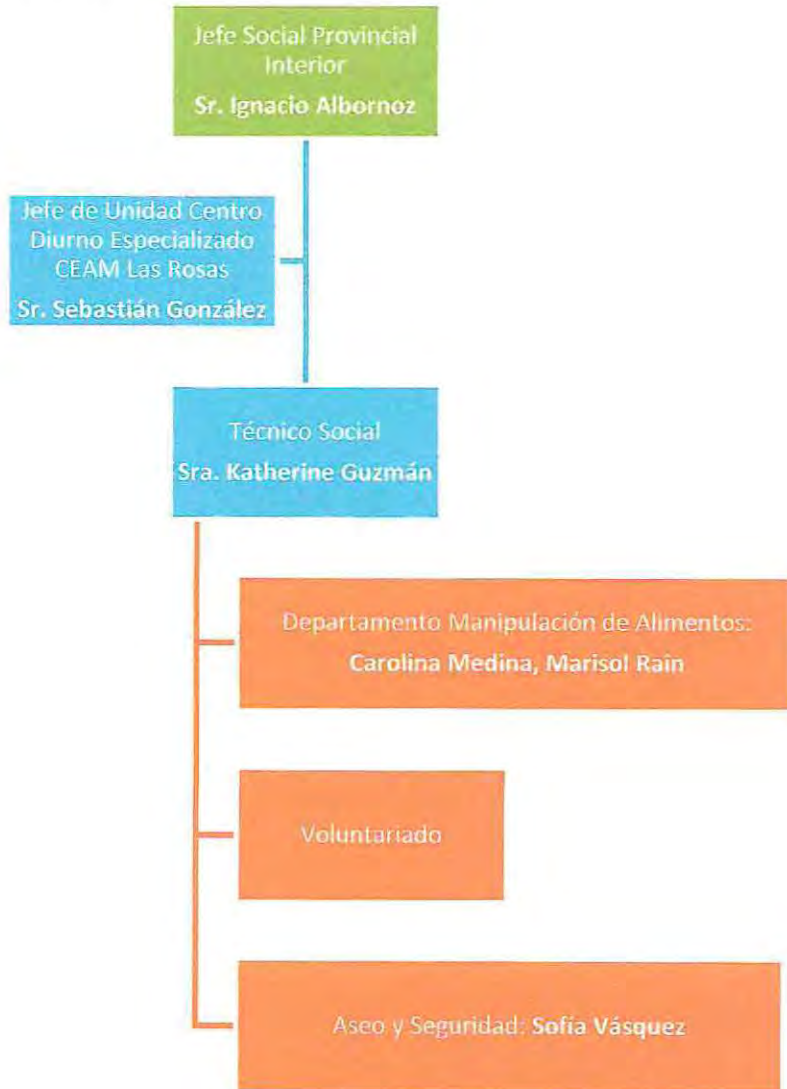 Jefe Social Provincial
Interior
Sr. Ignacio Albornoz
Jefe de Unidad Centro
Diurno Especializado
CEAM Las Rosas
Sr. Sebastián González
Técnico Social
Sra. Katherine Guzmán
Departamento Manipulación de Alimentos:
Carolina Medina, Marisol Rain
Voluntariado
Aseo y Seguridad: Sofía Vásquez